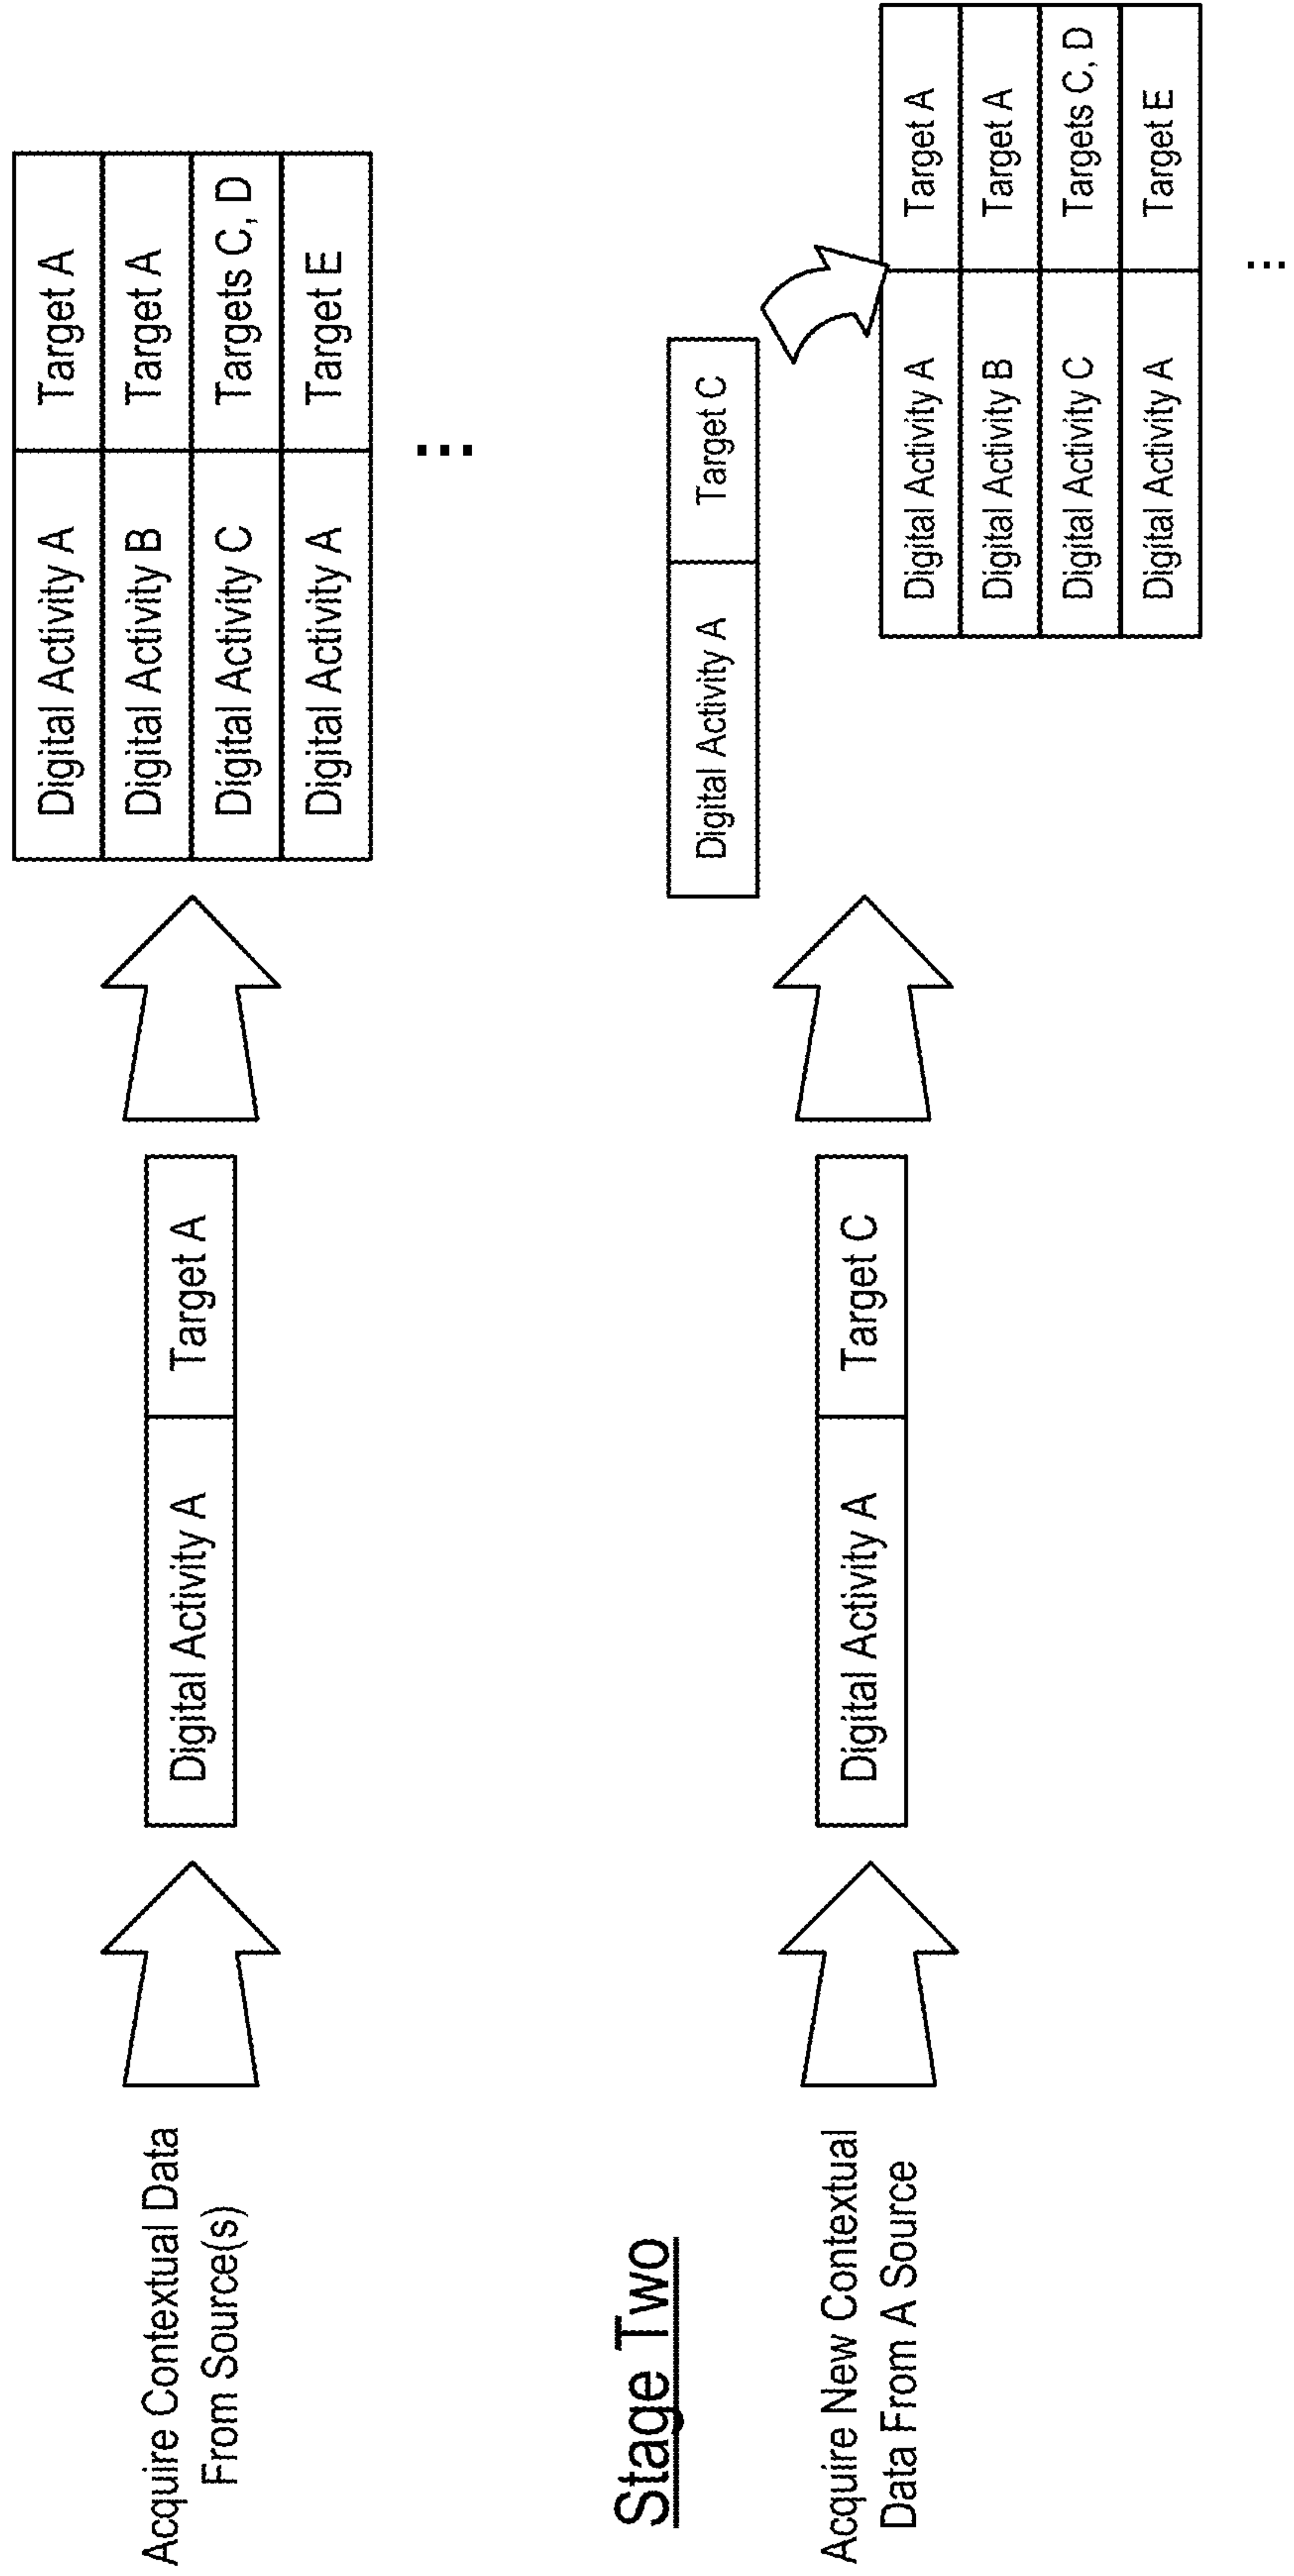 Acquire Contextual Data
From Source(s)
Digital Activity A
Target A
Digital Activity A
Target A
Digital Activity B
Target A
Digital Activity C
Targets C, D
Digital Activity A
Target E
...
Stage Two
Acquire New Contextual
Data From A Source
Digital Activity A
Target C
Digital Activity A
Target C
Digital Activity A
Target A
Digital Activity B
Target A
Digital Activity C
Targets C, D
Digital Activity A
Target E
...